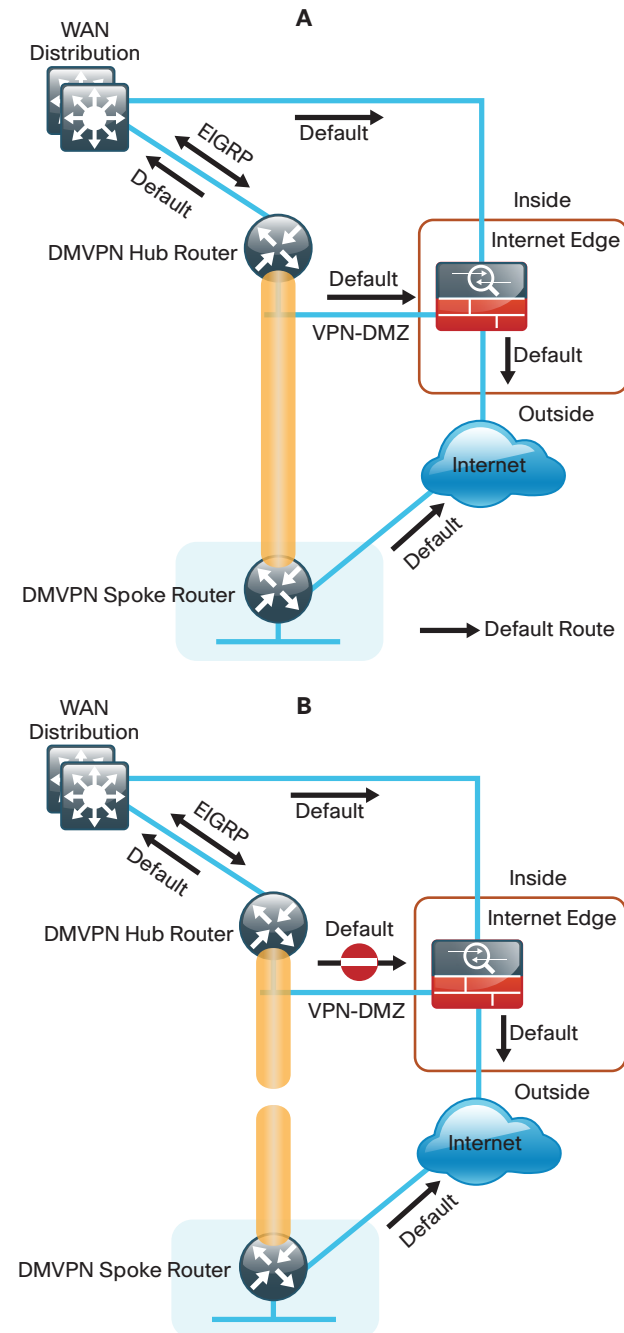 A
WAN
Distribution
Default
EIGRP
Default
Inside
DMVPN Hub Router
Internet Edge
Default
VPN-DMZ
Default
Outside
Internet
Default
DMVPN Spoke Router
Default Route
B
WAN
Distribution
Default
EIGRP
Default
Inside
DMVPN Hub Router
Default
Internet Edge
VPN-DMZ
Default
Outside
Internet
Default
DMVPN Spoke Router